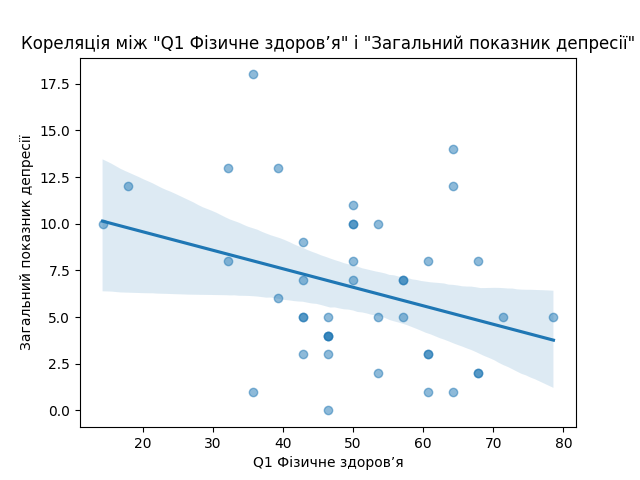 Кореляція між "Q1 Фізичне здоров’я" і "Загальний показник депресії"
17.5
15.0
12.5
10.0
7.5
5.0
2.5
0.0
Загальний показник депресії
20 30 40 50 60 70 80
Q1 Фізичне здоров’я